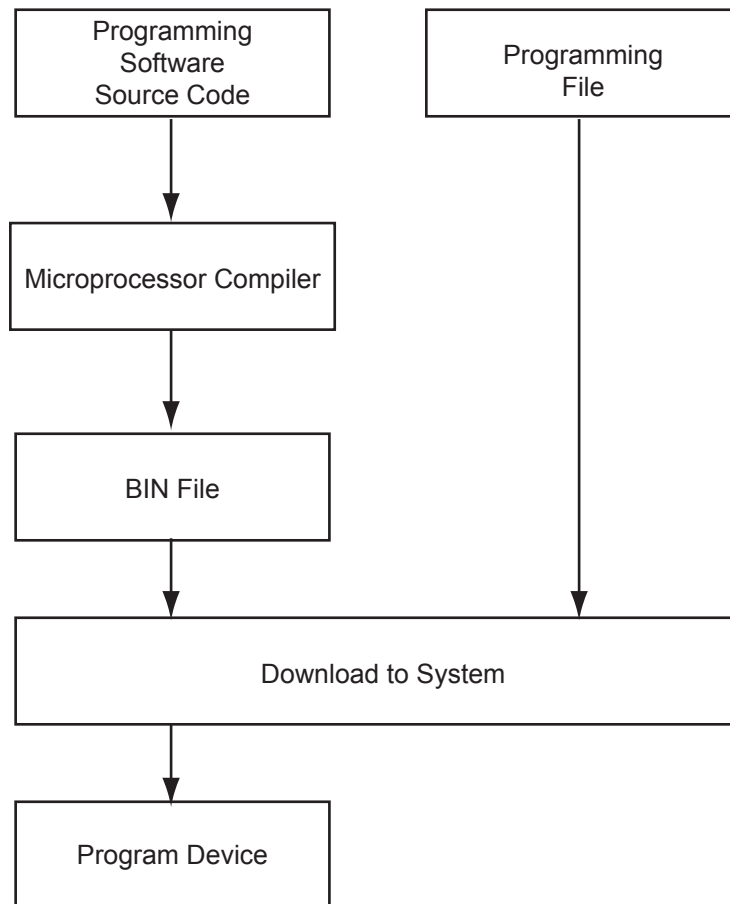 Programming
Software
Source Code
Programming
File
Microprocessor Compiler
BIN File
Download to System
Program Device